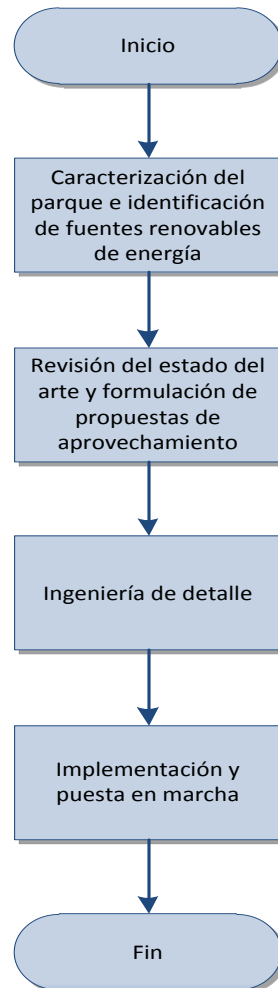 Inicio
Caracterización del
parque e identificación
de fuentes renovables
de energía
Revisión del estado del
arte y formulación de
propuestas de
aprovechamiento
Ingeniería de detalle
Implementación y
puesta en marcha
Fin